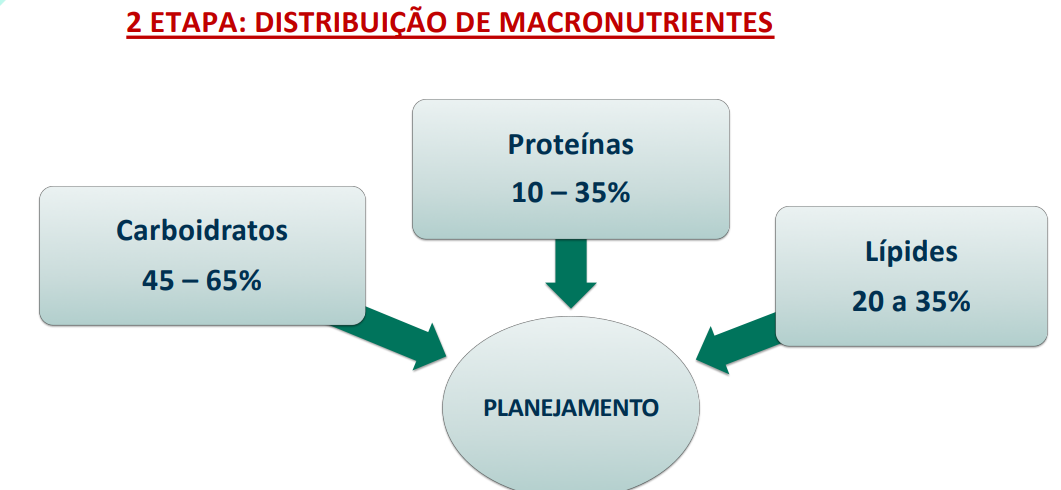 2 ETAPA: DISTRIBUIÇÃO DE MACRONUTRIENTES
Proteínas
10 – 35%
Carboidratos
45 – 65%
Lípides
20 a 35%
PLANEJAMENTO